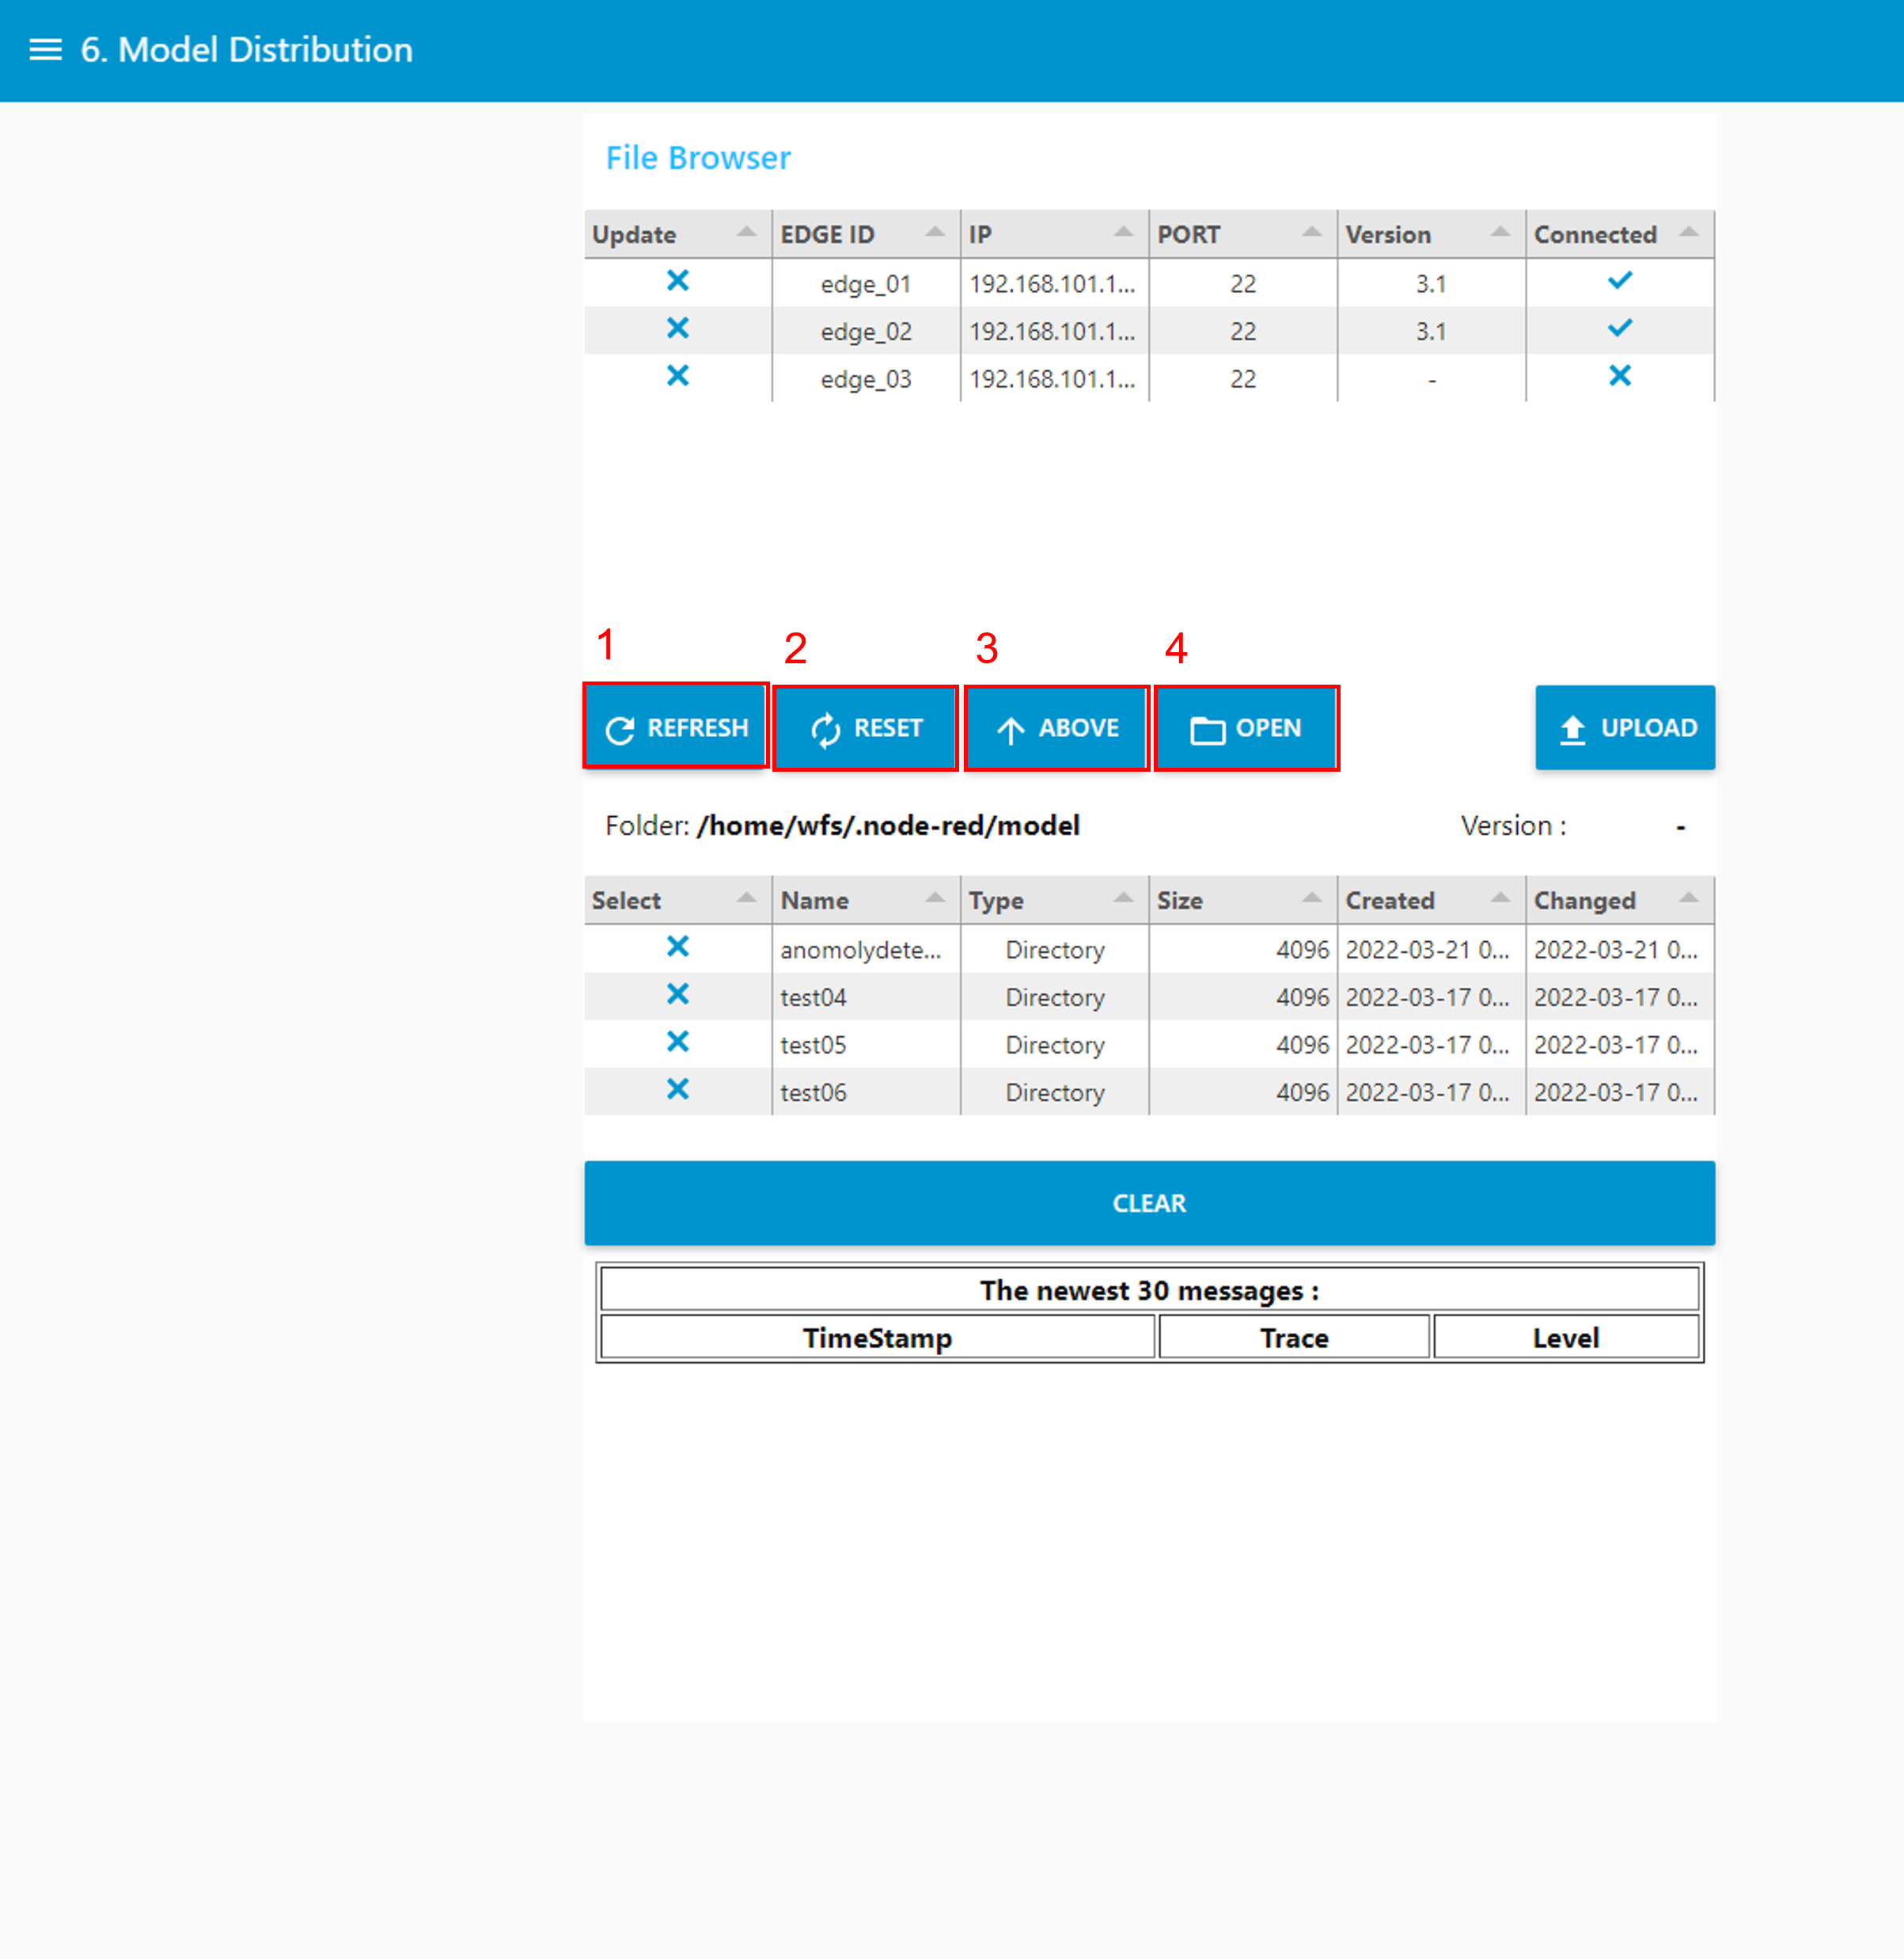 6. Model Distribution
File Browser
Update EDGE ID IP PORT Version Connected
edge_01 192.168.101.1... 22 3.1
edge_02 192.168.101.1... 22 3.1
edge_03 192.168.101.1... 22 -
1 2 3 4
REFRESH RESET ABOVE OPEN UPLOAD
Folder: /home/wfs/.node-red/model Version : -
Select Name Type Size Created Changed
anomolydete... Directory 4096 2022-03-21 0... 2022-03-21 0...
test04 Directory 4096 2022-03-17 0... 2022-03-17 0...
test05 Directory 4096 2022-03-17 0... 2022-03-17 0...
test06 Directory 4096 2022-03-17 0... 2022-03-17 0...
CLEAR
The newest 30 messages :
TimeStamp Trace Level